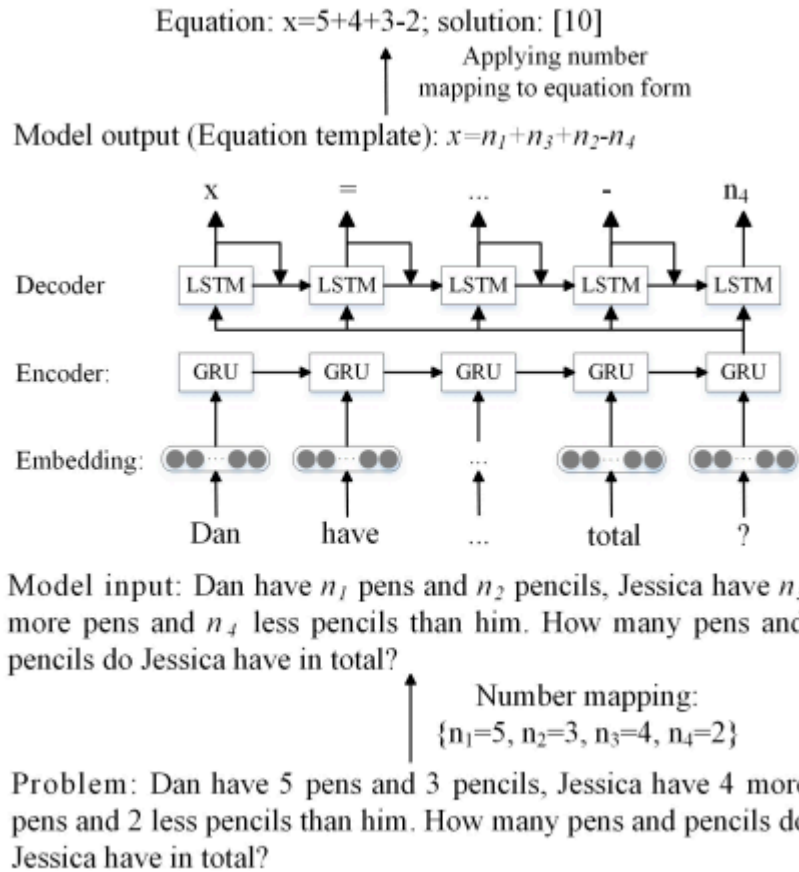 Equation: x=5+4+3-2; solution: [10]
Applying number
mapping to equation form
Model output (Equation template): x=n₁+n₃+n₂-n₄
x = ... - n₄
Decoder LSTM LSTM LSTM LSTM LSTM
Encoder: GRU GRU GRU GRU GRU
Embedding: ... ... ... ... ...
Dan have ... total ?
Model input: Dan have n₁ pens and n₂ pencils, Jessica have n
more pens and n₄ less pencils than him. How many pens and
pencils do Jessica have in total?
Number mapping:
{n₁=5, n₂=3, n₃=4, n₄=2}
Problem: Dan have 5 pens and 3 pencils, Jessica have 4 more
pens and 2 less pencils than him. How many pens and pencils do
Jessica have in total?